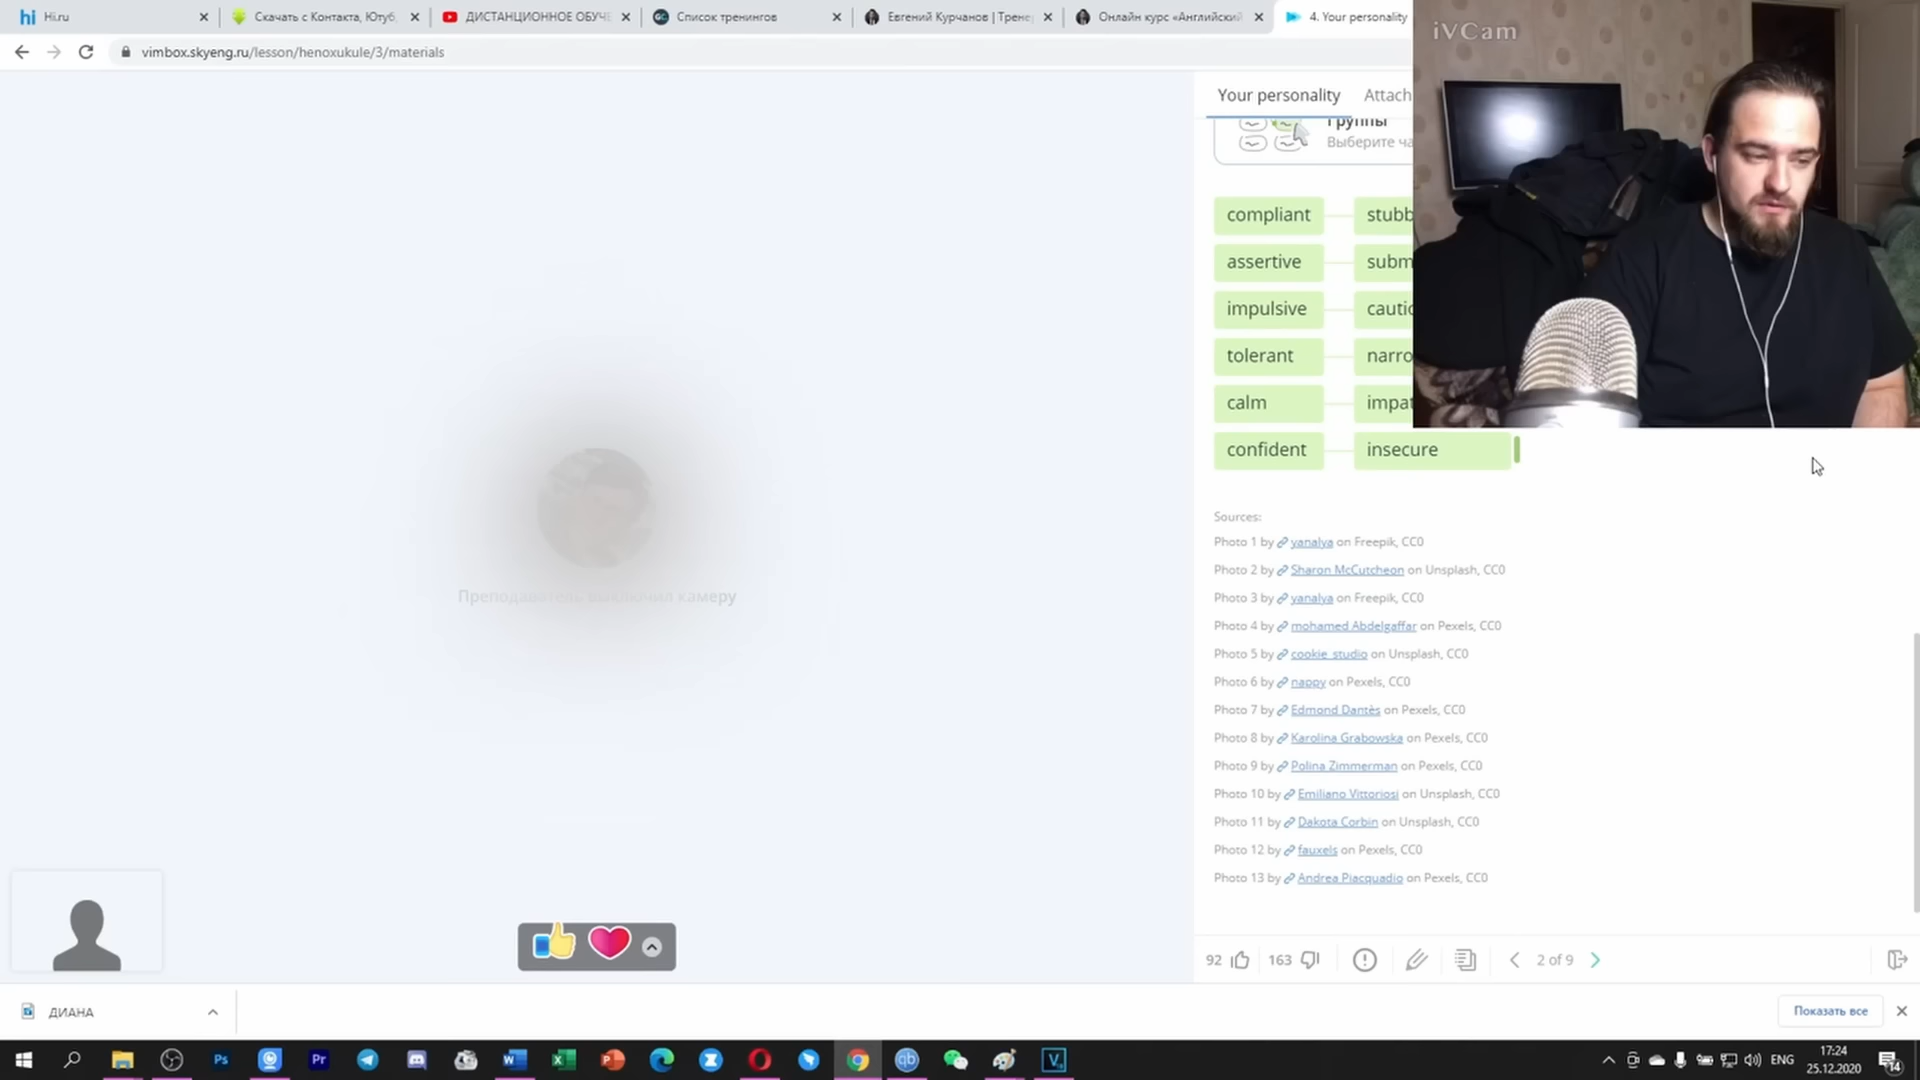 Hi.ru
Скачать с Контакта, Ютуб,
ДИСТАНЦИОННОЕ ОБУЧЕ
Список тренингов
Евгений Курчанов | Трене
Онлайн курс «Английский
4. Your personality
vimbox.skyeng.ru/lesson/henoxukule/3/materials
iVCam
Your personality
Attach
Группы
Выберите ча
compliant
stubb
assertive
subm
impulsive
cautio
tolerant
narro
calm
impat
confident
insecure
Преподаватель выключил камеру
Sources:
Photo 1 by yanalya on Freepik, CC0
Photo 2 by Sharon McCutcheon on Unsplash, CC0
Photo 3 by yanalya on Freepik, CC0
Photo 4 by mohamed Abdelgaffar on Pexels, CC0
Photo 5 by cookie_studio on Unsplash, CC0
Photo 6 by nappy on Pexels, CC0
Photo 7 by Edmond Dantès on Pexels, CC0
Photo 8 by Karolina Grabowska on Pexels, CC0
Photo 9 by Polina Zimmerman on Pexels, CC0
Photo 10 by Emiliano Vittoriosi on Unsplash, CC0
Photo 11 by Dakota Corbin on Unsplash, CC0
Photo 12 by fauxels on Pexels, CC0
Photo 13 by Andrea Piacquadio on Pexels, CC0
92
163
2 of 9
ДИАНА
Показать все
ENG
17:24
25.12.2020
14